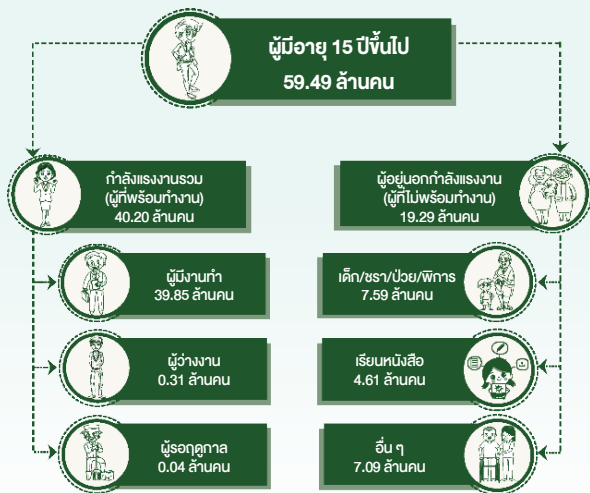 ผู้มีอายุ 15 ปีขึ้นไป
59.49 ล้านคน
กำลังแรงงานรวม
(ผู้ที่พร้อมทำงาน)
40.20 ล้านคน
ผู้อยู่นอกกำลังแรงงาน
(ผู้ที่ไม่พร้อมทำงาน)
19.29 ล้านคน
ผู้มีงานทำ
39.85 ล้านคน
เด็ก/ชรา/ป่วย/พิการ
7.59 ล้านคน
ผู้ว่างงาน
0.31 ล้านคน
เรียนหนังสือ
4.61 ล้านคน
ผู้รอฤดูกาล
0.04 ล้านคน
อื่น ๆ
7.09 ล้านคน